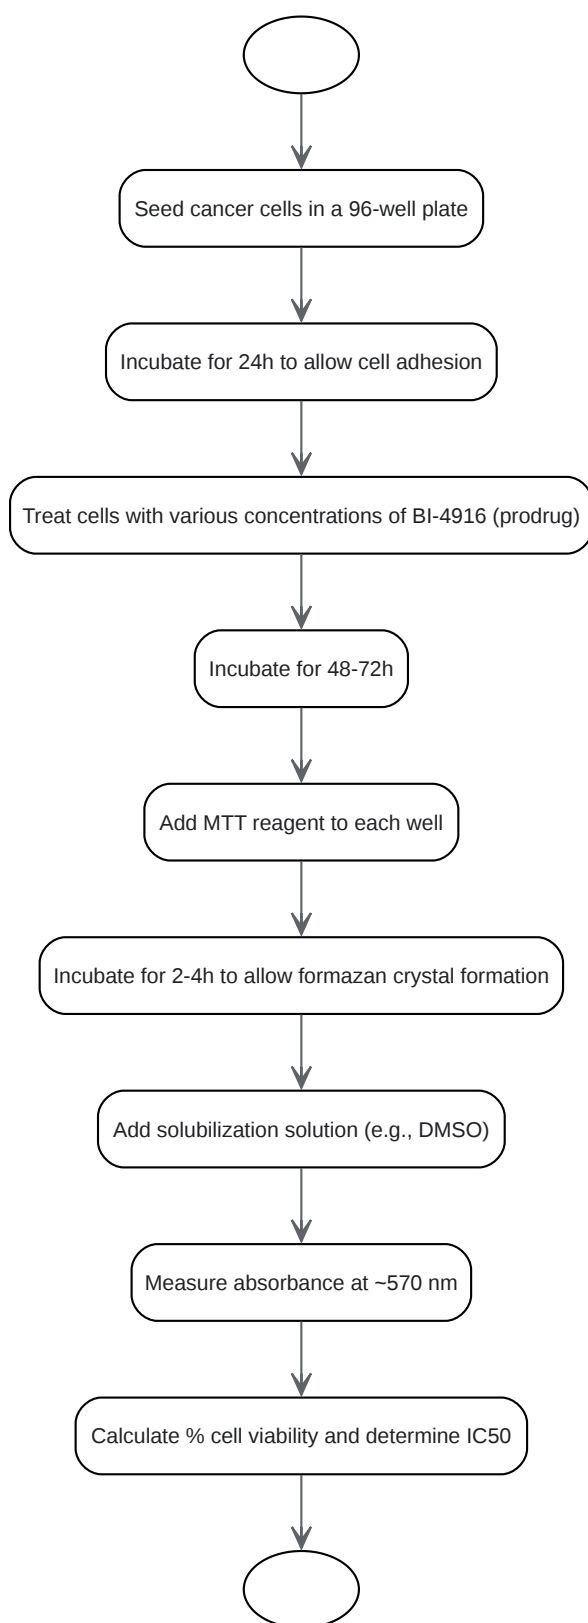 Seed cancer cells in a 96-well plate
Incubate for 24h to allow cell adhesion
Treat cells with various concentrations of BI-4916 (prodrug)
Incubate for 48-72h
Add MTT reagent to each well
Incubate for 2-4h to allow formazan crystal formation
Add solubilization solution (e.g., DMSO)
Measure absorbance at ~570 nm
Calculate % cell viability and determine IC50